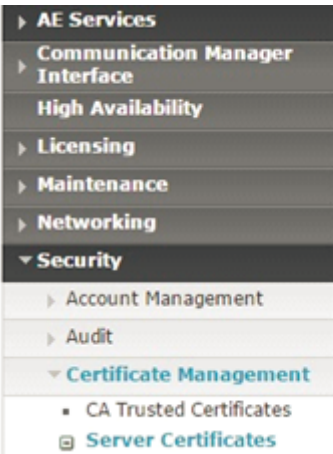 AE Services
Communication Manager
Interface
High Availability
Licensing
Maintenance
Networking
Security
Account Management
Audit
Certificate Management
CA Trusted Certificates
Server Certificates